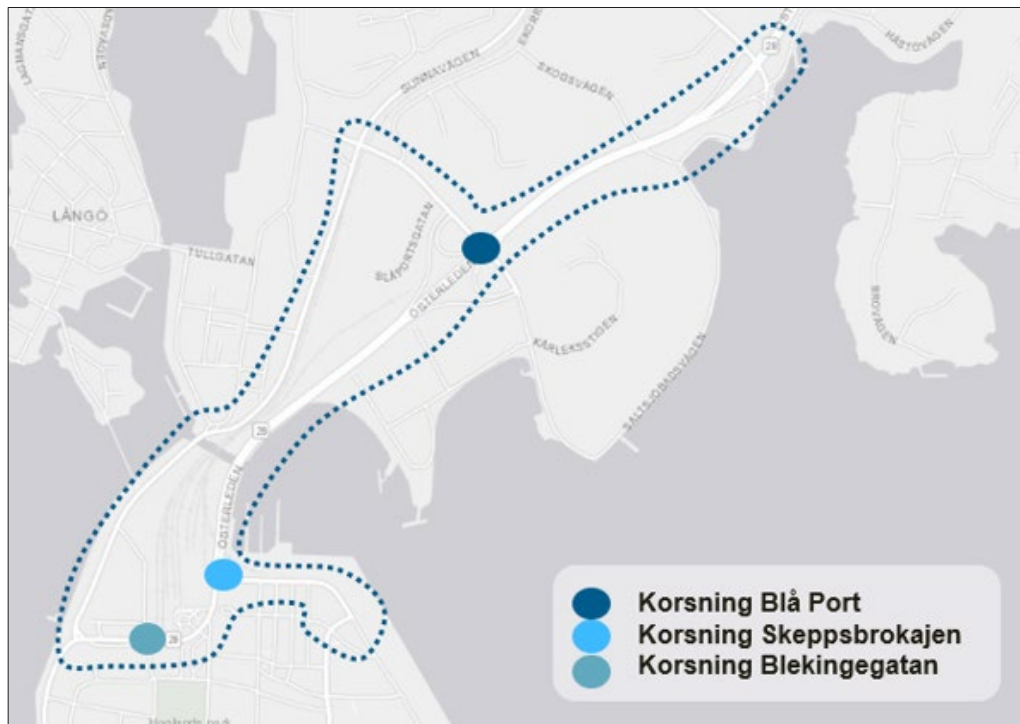 LAGMANSGATAN
SUNNAVÄGEN
SKOGSVÄGEN
HÄSTÖVÄGEN
28
LÅNGÖ
TULLGATAN
BLÅPORTSGATAN
ÖSTERLEDEN
KÄRLEKSSTIGEN
SALTSJÖBADSVÄGEN
BROVÄGEN
28
ÖSTERLEDEN
28
Korsning Blå Port
Korsning Skeppsbrokajen
Korsning Blekingegatan